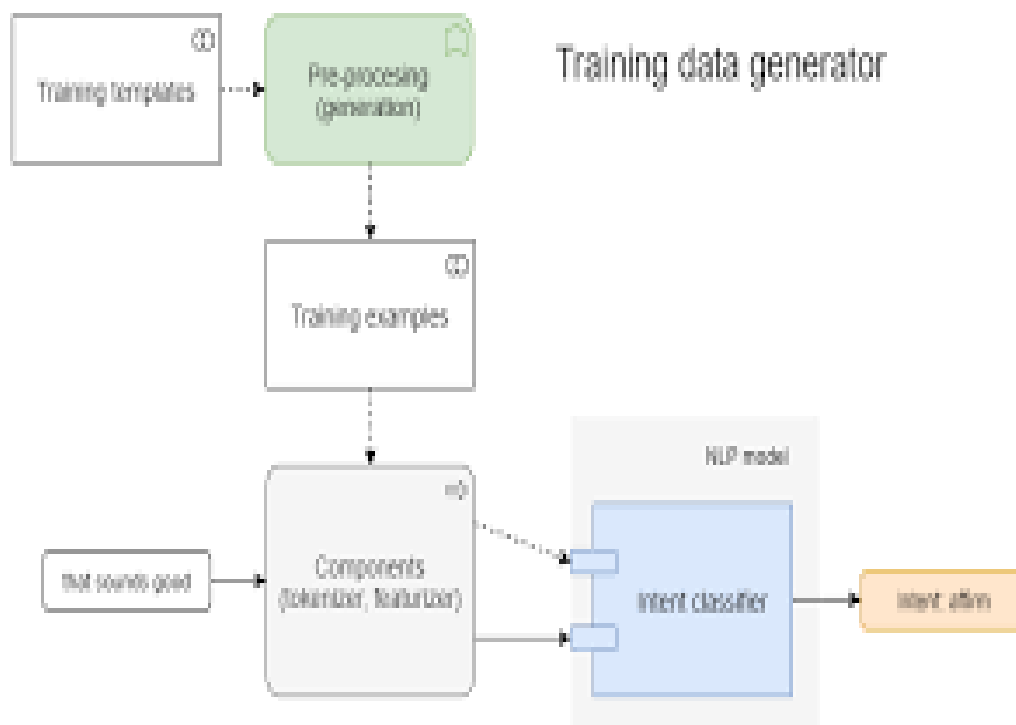 Training data generator
Training templates
Pre-procesing
(generation)
Training examples
NLP model
that sounds good
Components
(tokenizer, featurizer)
Intent classifier
Intent: affirm